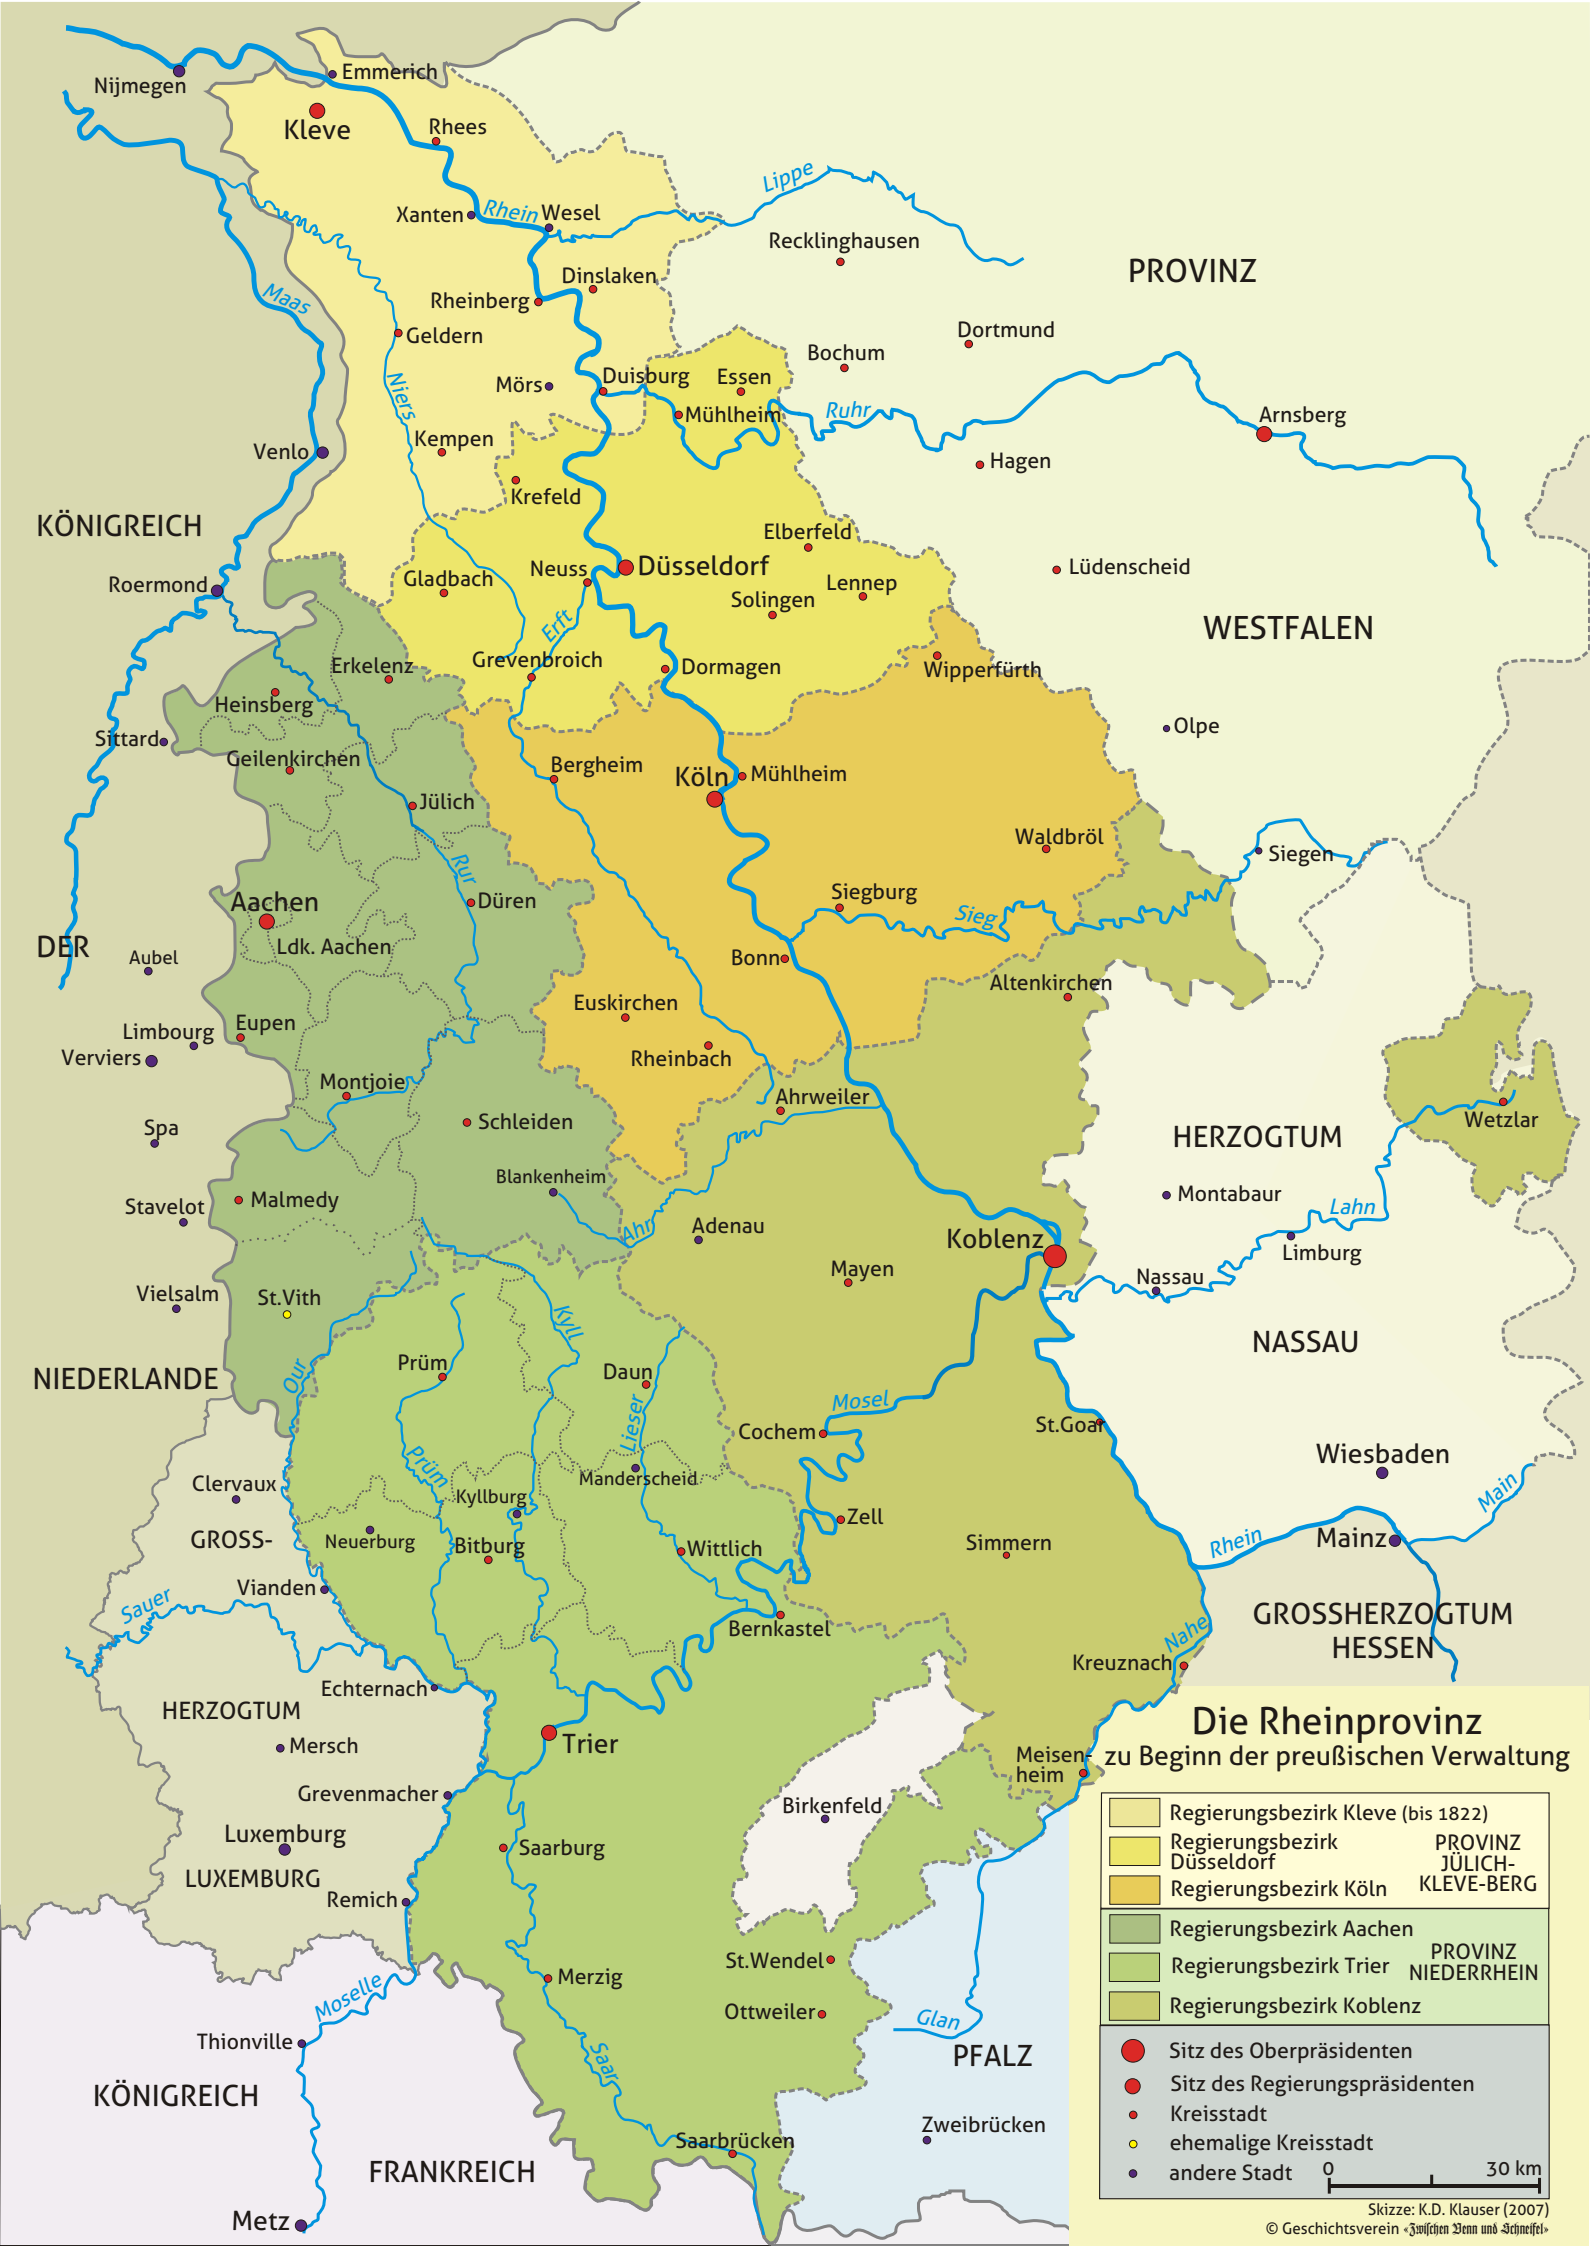 Nijmegen
Emmerich
Kleve
Rhees
Xanten
Rhein
Wesel
Lippe
Recklinghausen
PROVINZ
Maas
Rheinberg
Dinslaken
Geldern
Dortmund
Bochum
Niers
Mörs
Duisburg
Essen
Mühlheim
Ruhr
Arnsberg
Venlo
Kempen
Hagen
Krefeld
KÖNIGREICH
Elberfeld
Roermond
Gladbach
Neuss
Düsseldorf
Lennep
Lüdenscheid
Solingen
Erft
WESTFALEN
Erkelenz
Grevenbroich
Dormagen
Wipperfürth
Heinsberg
Sittard
Olpe
Geilenkirchen
Bergheim
Köln
Mühlheim
Jülich
Waldbröl
Siegen
Rur
Aachen
Düren
Siegburg
Sieg
DER
Ldk. Aachen
Aubel
Bonn
Altenkirchen
Euskirchen
Limbourg
Eupen
Verviers
Rheinbach
Montjoie
Ahrweiler
Wetzlar
Spa
Schleiden
HERZOGTUM
Blankenheim
Stavelot
Malmedy
Montabaur
Lahn
Ahr
Adenau
Koblenz
Limburg
Mayen
Nassau
Vielsalm
St.Vith
Kyll
NASSAU
NIEDERLANDE
Our
Prüm
Daun
Lieser
Mosel
Cochem
St.Goar
Wiesbaden
Clervaux
Prüm
Manderscheid
Kyllburg
Main
GROSS-
Neuerburg
Bitburg
Zell
Wittlich
Simmern
Rhein
Mainz
Vianden
Sauer
Bernkastel
GROSSHERZOGTUM
HESSEN
Nahe
Kreuznach
Echternach
HERZOGTUM
Mersch
Trier
Die Rheinprovinz
zu Beginn der preußischen Verwaltung
Meisen-
heim
Grevenmacher
Birkenfeld
Luxemburg
Saarburg
LUXEMBURG
Remich
Regierungsbezirk Kleve (bis 1822)
Regierungsbezirk
Düsseldorf
Regierungsbezirk Köln
PROVINZ
JÜLICH-
KLEVE-BERG
Regierungsbezirk Aachen
Regierungsbezirk Trier
Regierungsbezirk Koblenz
PROVINZ
NIEDERRHEIN
St.Wendel
Merzig
Moselle
Ottweiler
Glan
Thionville
Saar
PFALZ
KÖNIGREICH
Zweibrücken
Saarbrücken
FRANKREICH
Metz
Sitz des Oberpräsidenten
Sitz des Regierungspräsidenten
Kreisstadt
ehemalige Kreisstadt
andere Stadt
0 30 km
Skizze: K.D. Klauser (2007)
© Geschichtsverein «Zwischen Venn und Schneifel»